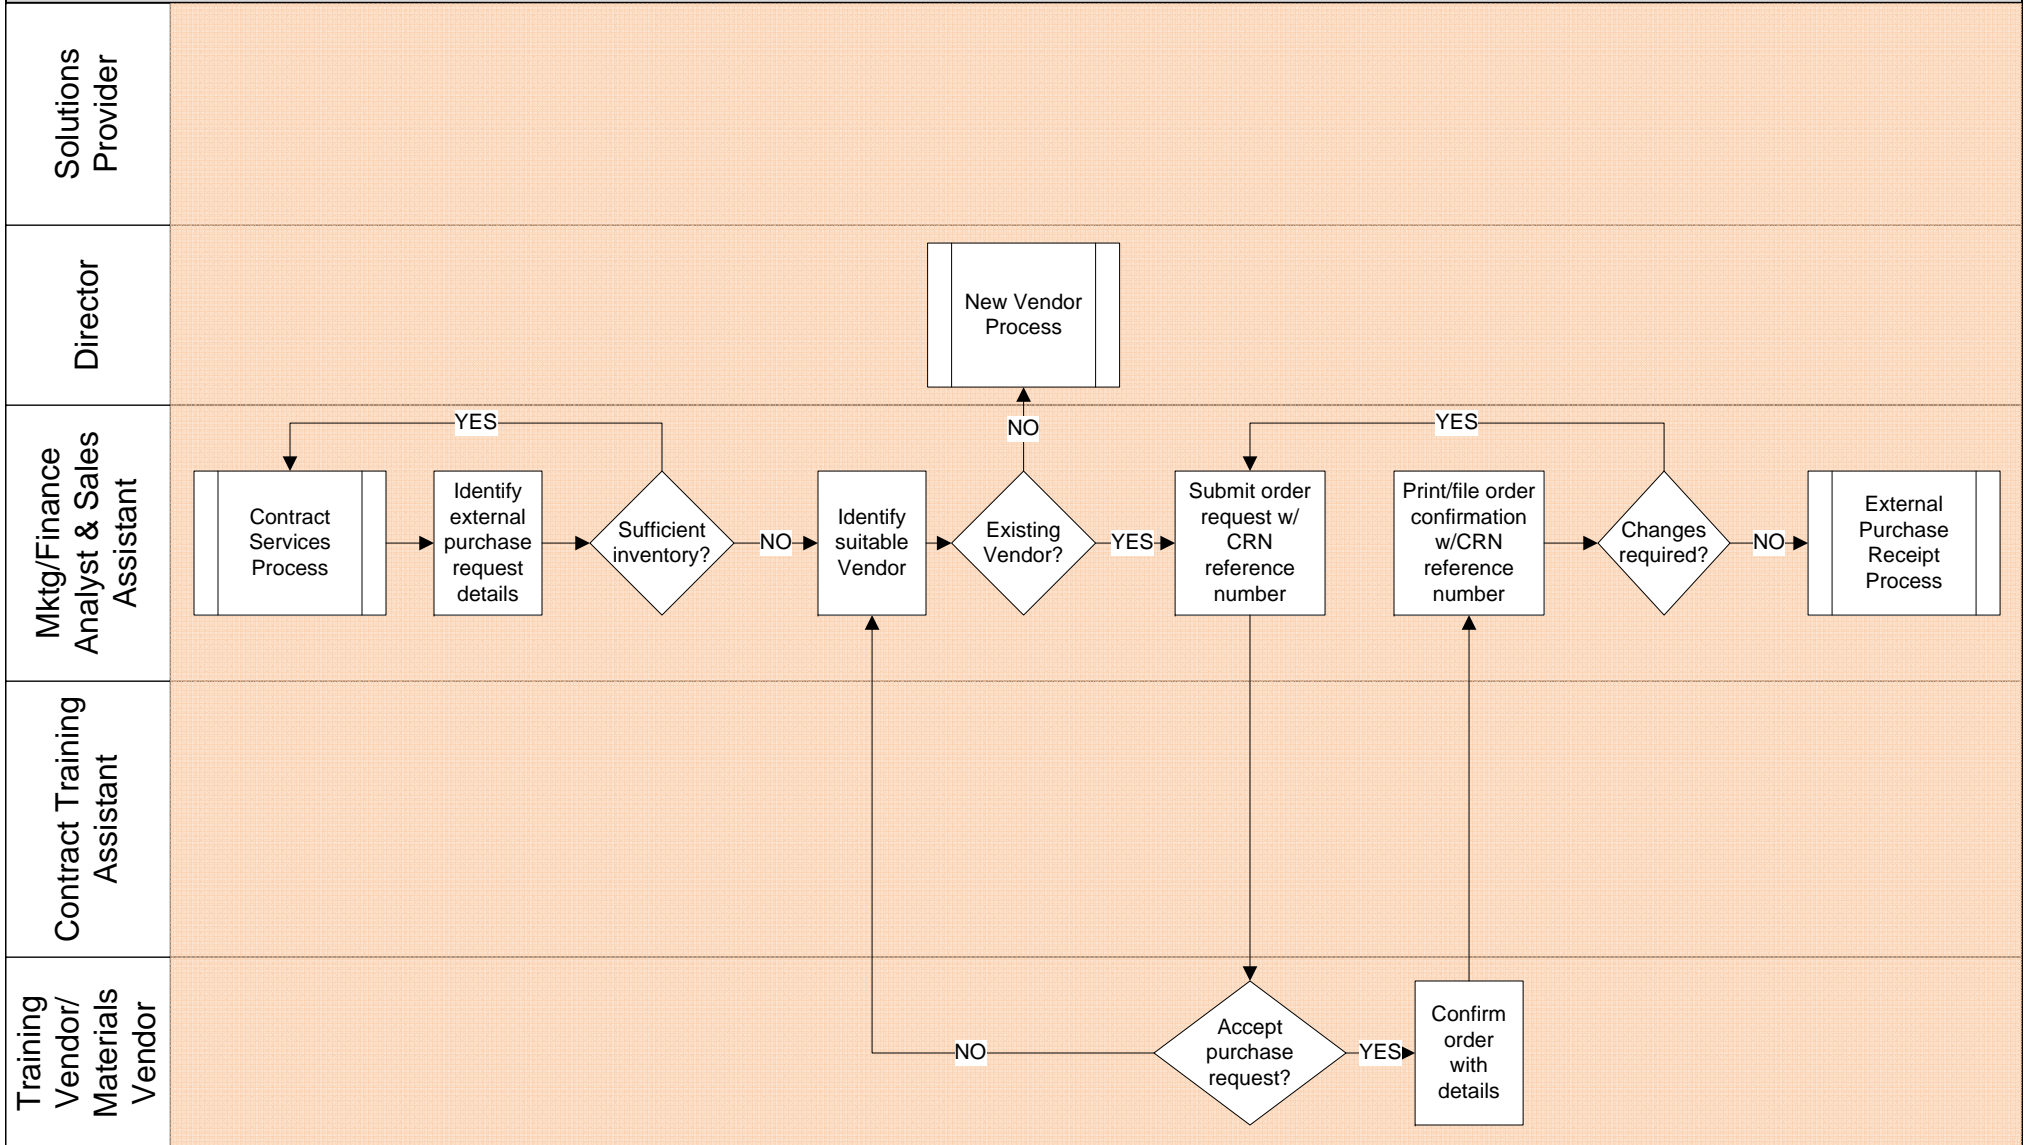 Solutions
Provider
Director
New Vendor
Process
NO
Mktg/Finance
Analyst & Sales
Assistant
YES
Contract
Services
Process
Identify
external
purchase
request
details
Sufficient
inventory?
NO
Identify
suitable
Vendor
Existing
Vendor?
YES
Submit order
request w/
CRN
reference
number
YES
Print/file order
confirmation
w/CRN
reference
number
Changes
required?
NO
External
Purchase
Receipt
Process
Contract Training
Assistant
Training
Vendor/
Materials
Vendor
NO
Accept
purchase
request?
YES
Confirm
order
with
details